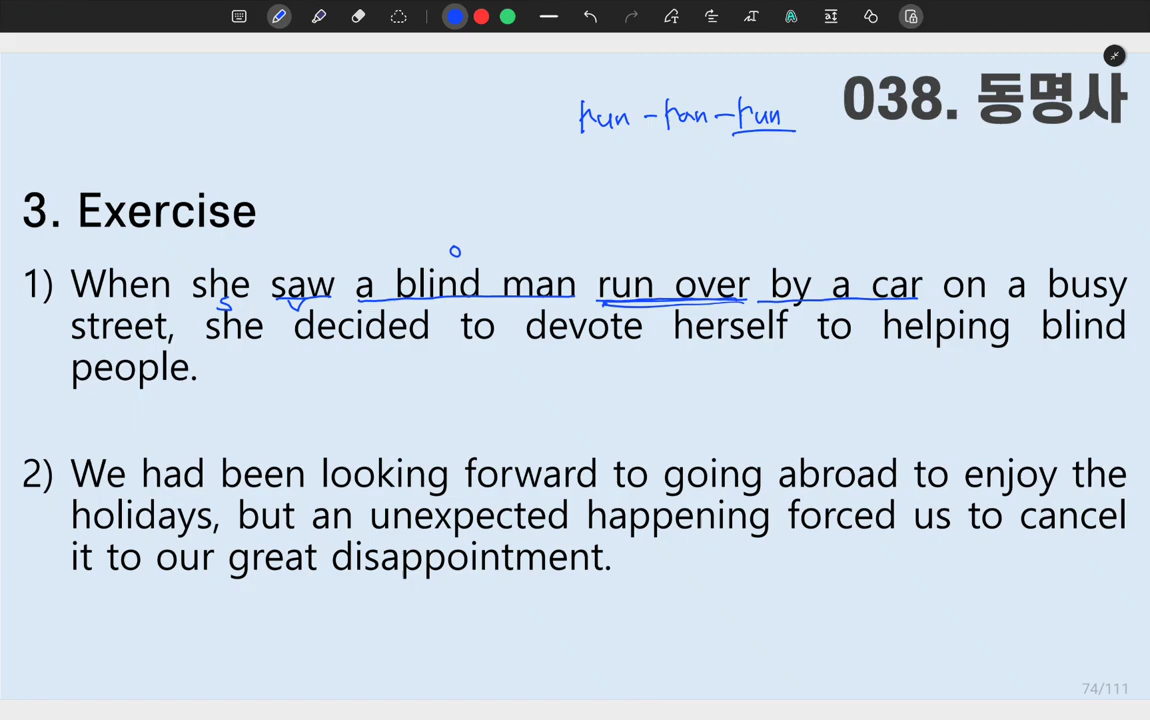 run - ran - run
038. 동명사
3. Exercise
o
1) When she saw a blind man run over by a car on a busy
s v
street, she decided to devote herself to helping blind
people.
2) We had been looking forward to going abroad to enjoy the
holidays, but an unexpected happening forced us to cancel
it to our great disappointment.
74/111